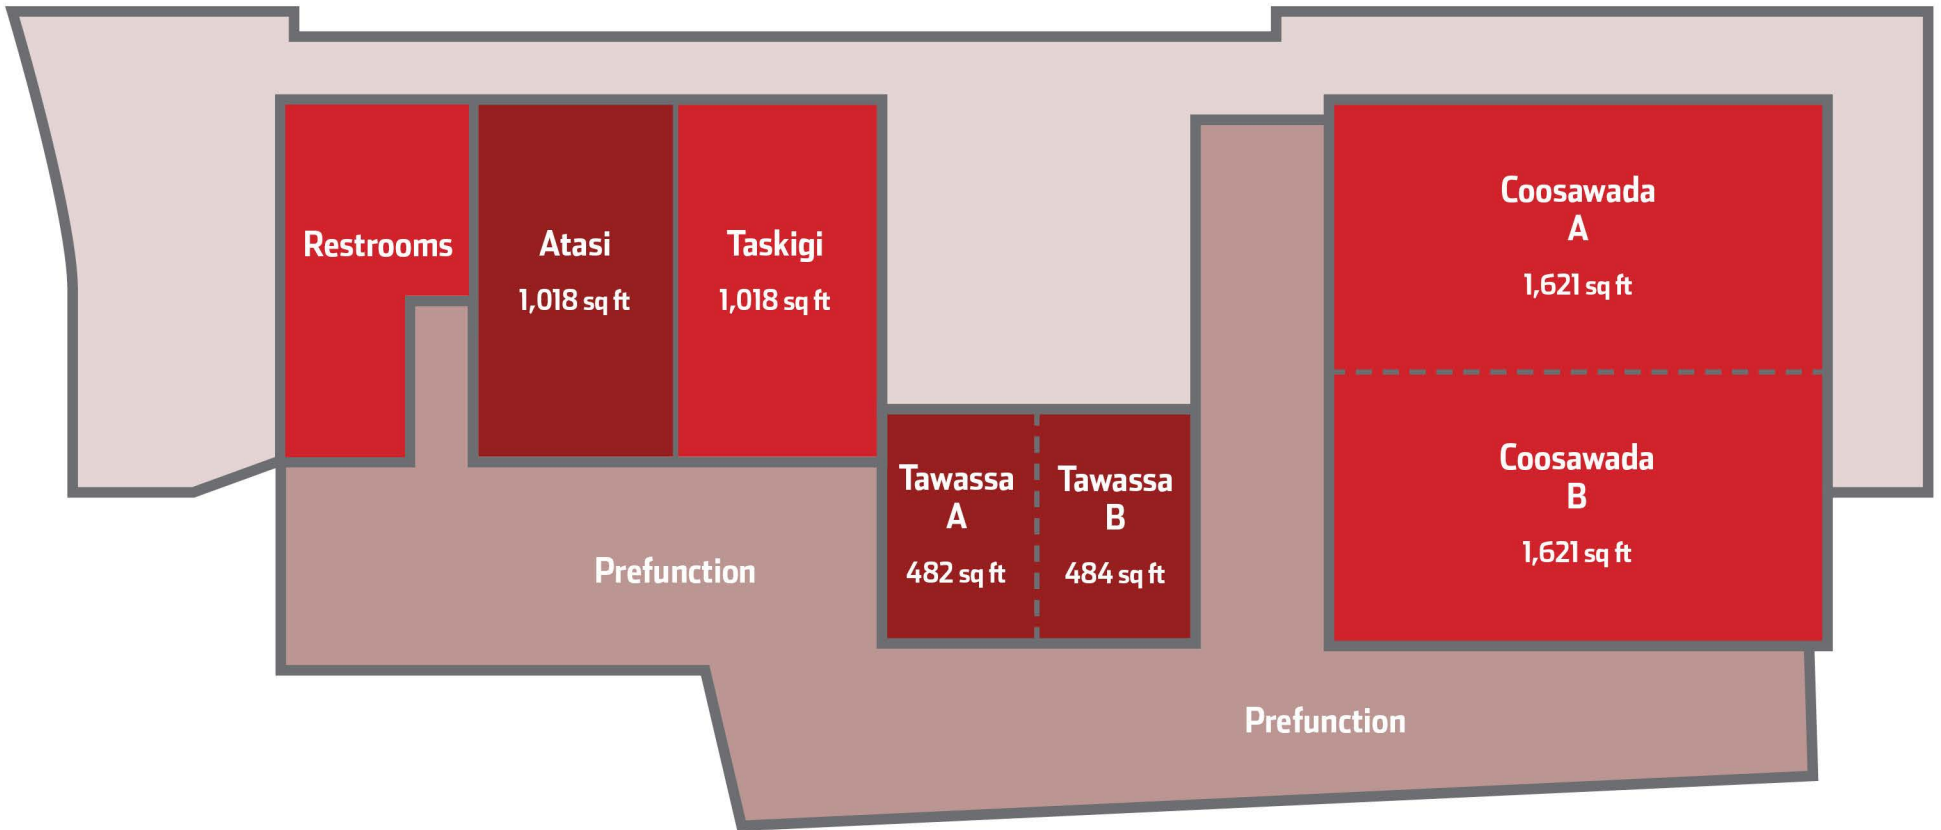 Restrooms
Atasi
1,018 sq ft
Taskigi
1,018 sq ft
Coosawada
A
1,621 sq ft
Tawassa
A
482 sq ft
Tawassa
B
484 sq ft
Coosawada
B
1,621 sq ft
Prefunction
Prefunction